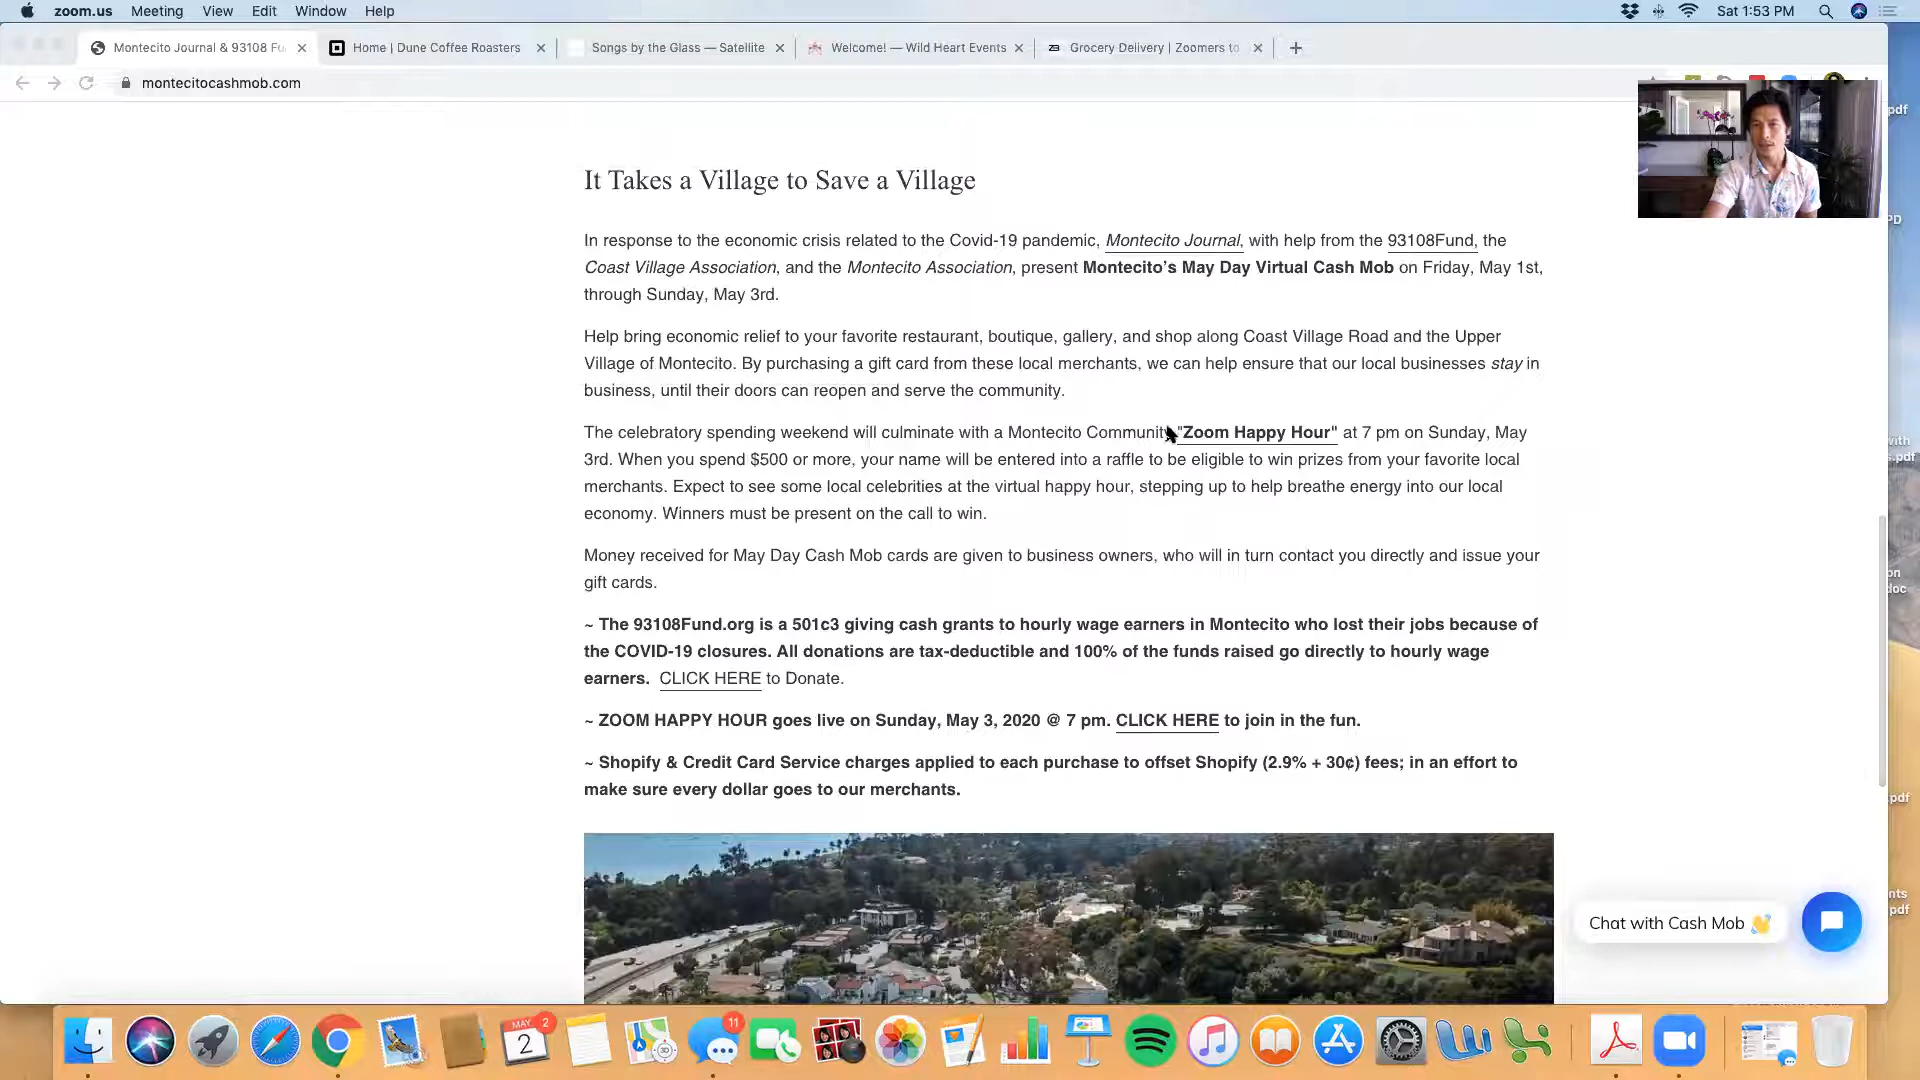 zoom.us Meeting View Edit Window Help Sat 1:53 PM
Montecito Journal & 93108 Fu Home | Dune Coffee Roasters Songs by the Glass — Satellite Welcome! — Wild Heart Events Grocery Delivery | Zoomers to
montecitocashmob.com
pdf
PD
It Takes a Village to Save a Village
In response to the economic crisis related to the Covid-19 pandemic, Montecito Journal, with help from the 93108Fund, the
Coast Village Association, and the Montecito Association, present Montecito's May Day Virtual Cash Mob on Friday, May 1st,
through Sunday, May 3rd.
Help bring economic relief to your favorite restaurant, boutique, gallery, and shop along Coast Village Road and the Upper
Village of Montecito. By purchasing a gift card from these local merchants, we can help ensure that our local businesses stay in
business, until their doors can reopen and serve the community.
The celebratory spending weekend will culminate with a Montecito Community "Zoom Happy Hour" at 7 pm on Sunday, May
3rd. When you spend $500 or more, your name will be entered into a raffle to be eligible to win prizes from your favorite local
merchants. Expect to see some local celebrities at the virtual happy hour, stepping up to help breathe energy into our local
economy. Winners must be present on the call to win.
with
s.pdf
Money received for May Day Cash Mob cards are given to business owners, who will in turn contact you directly and issue your
gift cards.
on
doc
~ The 93108Fund.org is a 501c3 giving cash grants to hourly wage earners in Montecito who lost their jobs because of
the COVID-19 closures. All donations are tax-deductible and 100% of the funds raised go directly to hourly wage
earners. CLICK HERE to Donate.
~ ZOOM HAPPY HOUR goes live on Sunday, May 3, 2020 @ 7 pm. CLICK HERE to join in the fun.
~ Shopify & Credit Card Service charges applied to each purchase to offset Shopify (2.9% + 30¢) fees; in an effort to
make sure every dollar goes to our merchants.
.pdf
nts
.pdf
Chat with Cash Mob 👋
MAY 2
2
11
3D